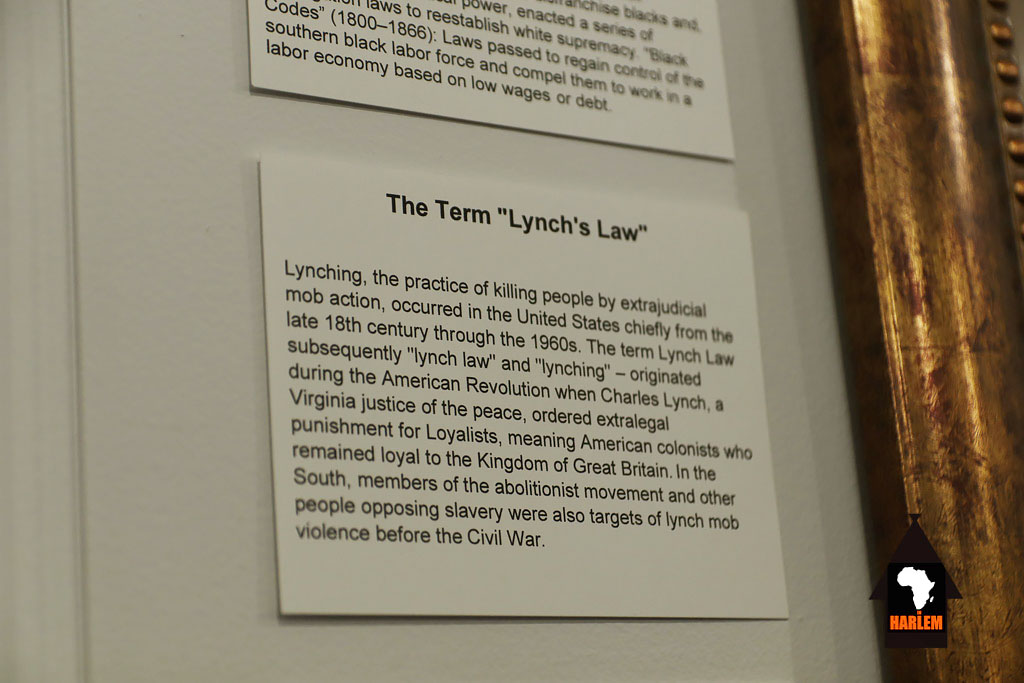 power, enacted a series of
laws to reestablish white supremacy. "Black
Codes" (1800–1866): Laws passed to regain control of the
southern black labor force and compel them to work in a
labor economy based on low wages or debt.
The Term "Lynch's Law"
Lynching, the practice of killing people by extrajudicial
mob action, occurred in the United States chiefly from the
late 18th century through the 1960s. The term Lynch Law
subsequently "lynch law" and "lynching" – originated
during the American Revolution when Charles Lynch, a
Virginia justice of the peace, ordered extralegal
punishment for Loyalists, meaning American colonists who
remained loyal to the Kingdom of Great Britain. In the
South, members of the abolitionist movement and other
people opposing slavery were also targets of lynch mob
violence before the Civil War.
HARLEM